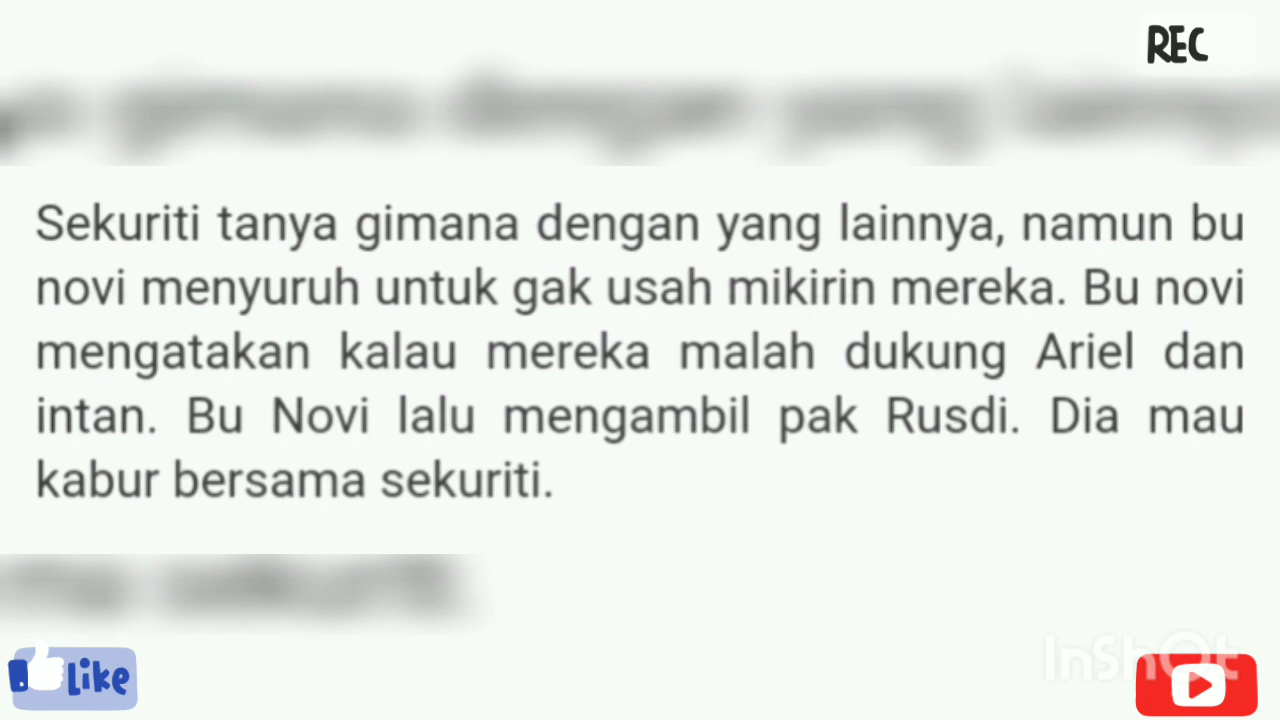 REC
Sekuriti tanya gimana dengan yang lainnya, namun bu
novi menyuruh untuk gak usah mikirin mereka. Bu novi
mengatakan kalau mereka malah dukung Ariel dan
intan. Bu Novi lalu mengambil pak Rusdi. Dia mau
kabur bersama sekuriti.
Like
InShOt